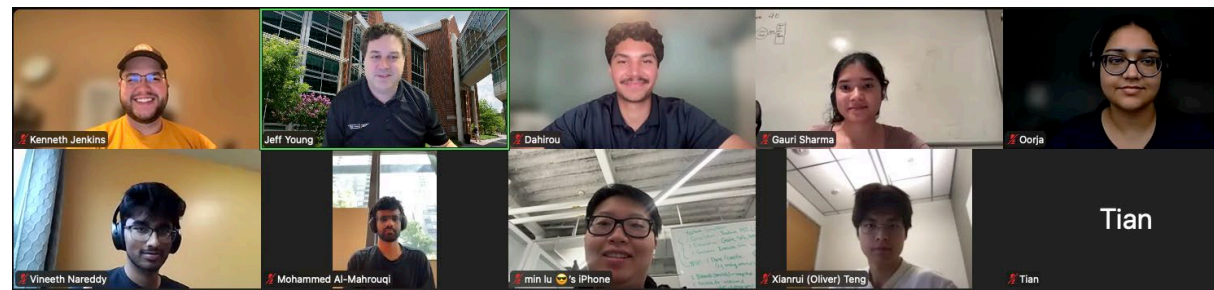 Kenneth Jenkins
Jeff Young
Dahirou
Gauri Sharma
Oorja
Vineeth Nareddy
Mohammed Al-Mahrouqi
min lu 😎's iPhone
Xianrui (Oliver) Teng
Tian
Tian